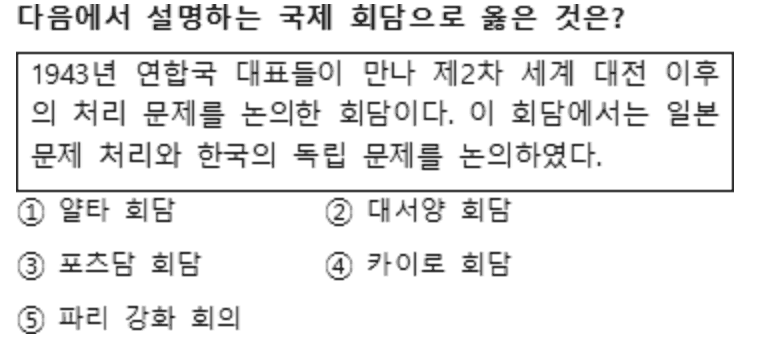 다음에서 설명하는 국제 회담으로 옳은 것은?
1943년 연합국 대표들이 만나 제2차 세계 대전 이후
의 처리 문제를 논의한 회담이다. 이 회담에서는 일본
문제 처리와 한국의 독립 문제를 논의하였다.
① 얄타 회담 ② 대서양 회담
③ 포츠담 회담 ④ 카이로 회담
⑤ 파리 강화 회의